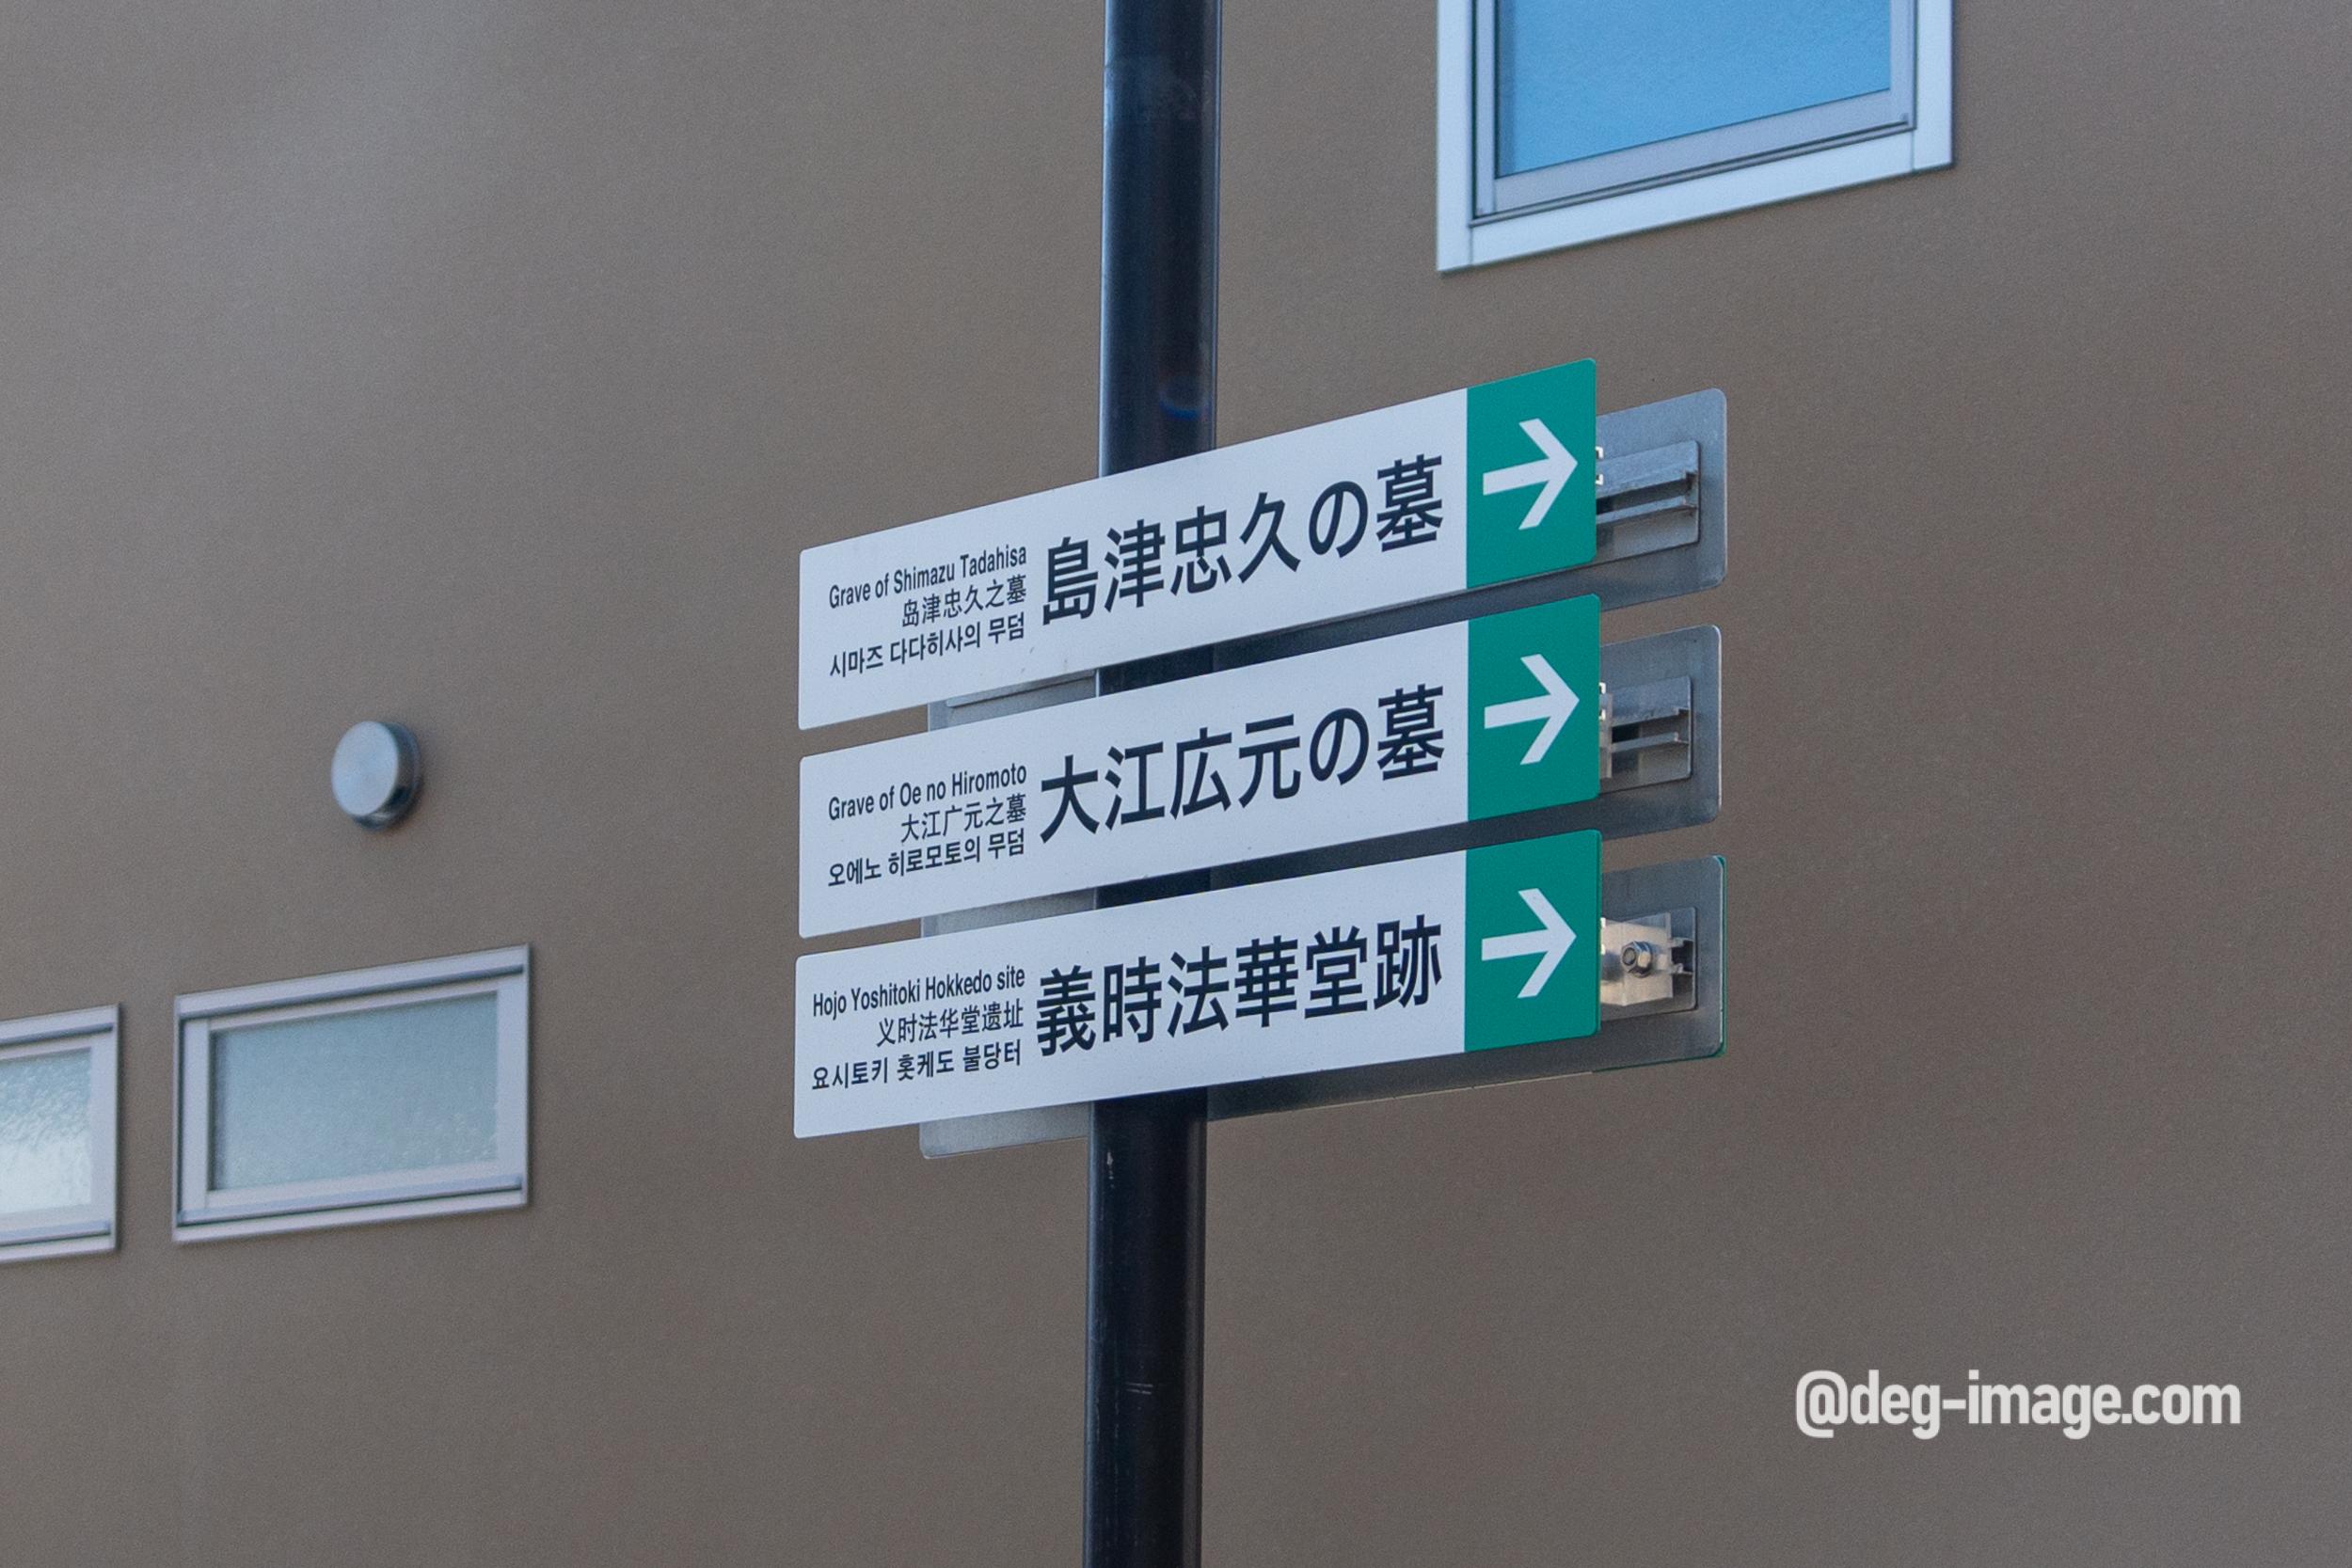 Grave of Shimazu Tadahisa
岛津忠久之墓
시마즈 다다히사의 무덤
島津忠久の墓
Grave of Oe no Hiromoto
大江广元之墓
오에노 히로모토의 무덤
大江広元の墓
Hojo Yoshitoki Hokkedo site
义时法华堂遗址
요시토키 홋케도 불당터
義時法華堂跡
@deg-image.com